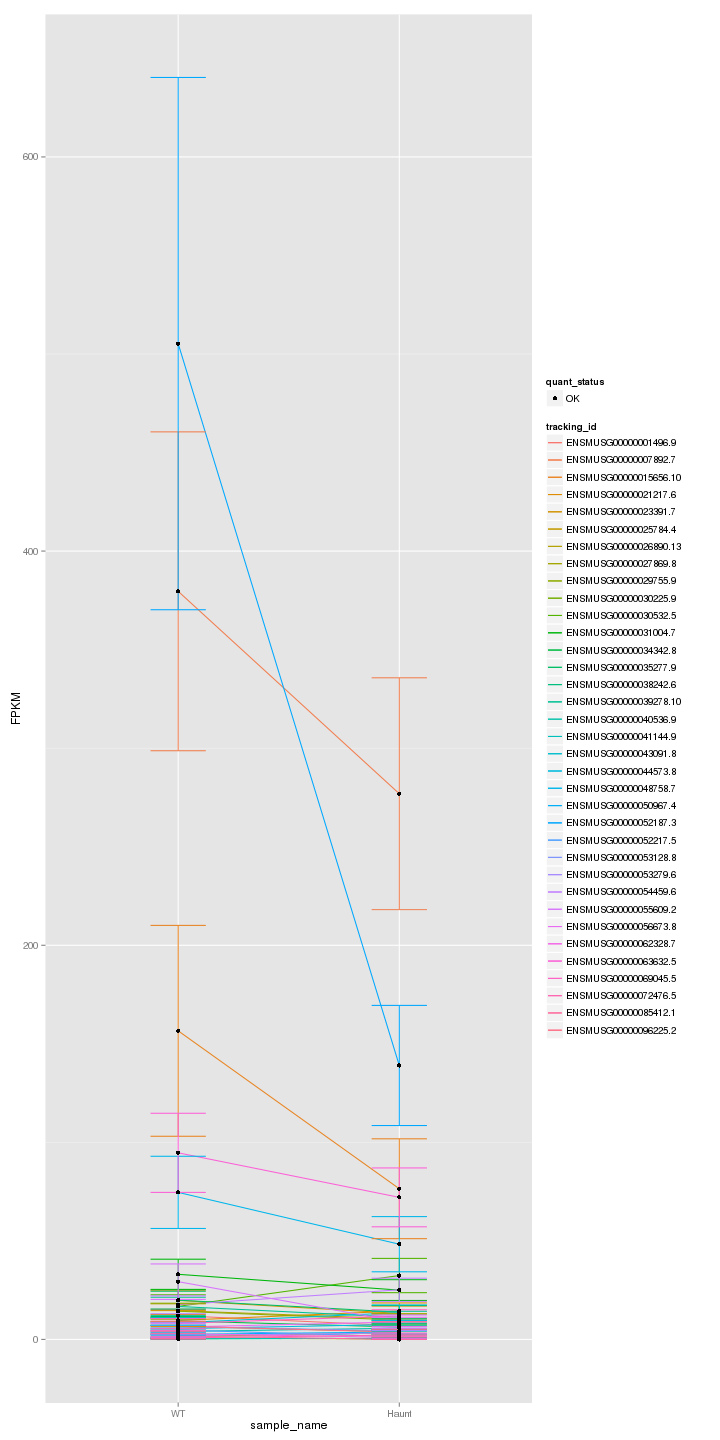 600
400
200
0
FPKM
WT
Haunt
sample_name
quant_status
OK
tracking_id
ENSMUSG00000001496.9
ENSMUSG00000007892.7
ENSMUSG00000015656.10
ENSMUSG00000021217.6
ENSMUSG00000023391.7
ENSMUSG00000025784.4
ENSMUSG00000026890.13
ENSMUSG00000027869.8
ENSMUSG00000029755.9
ENSMUSG00000030225.9
ENSMUSG00000030532.5
ENSMUSG00000031004.7
ENSMUSG00000034342.8
ENSMUSG00000035277.9
ENSMUSG00000038242.6
ENSMUSG00000039278.10
ENSMUSG00000040536.9
ENSMUSG00000041144.9
ENSMUSG00000043091.8
ENSMUSG00000044573.8
ENSMUSG00000048758.7
ENSMUSG00000050967.4
ENSMUSG00000052187.3
ENSMUSG00000052217.5
ENSMUSG00000053128.8
ENSMUSG00000053279.6
ENSMUSG00000054459.6
ENSMUSG00000055609.2
ENSMUSG00000056673.8
ENSMUSG00000062328.7
ENSMUSG00000063632.5
ENSMUSG00000069045.5
ENSMUSG00000072476.5
ENSMUSG00000085412.1
ENSMUSG00000096225.2